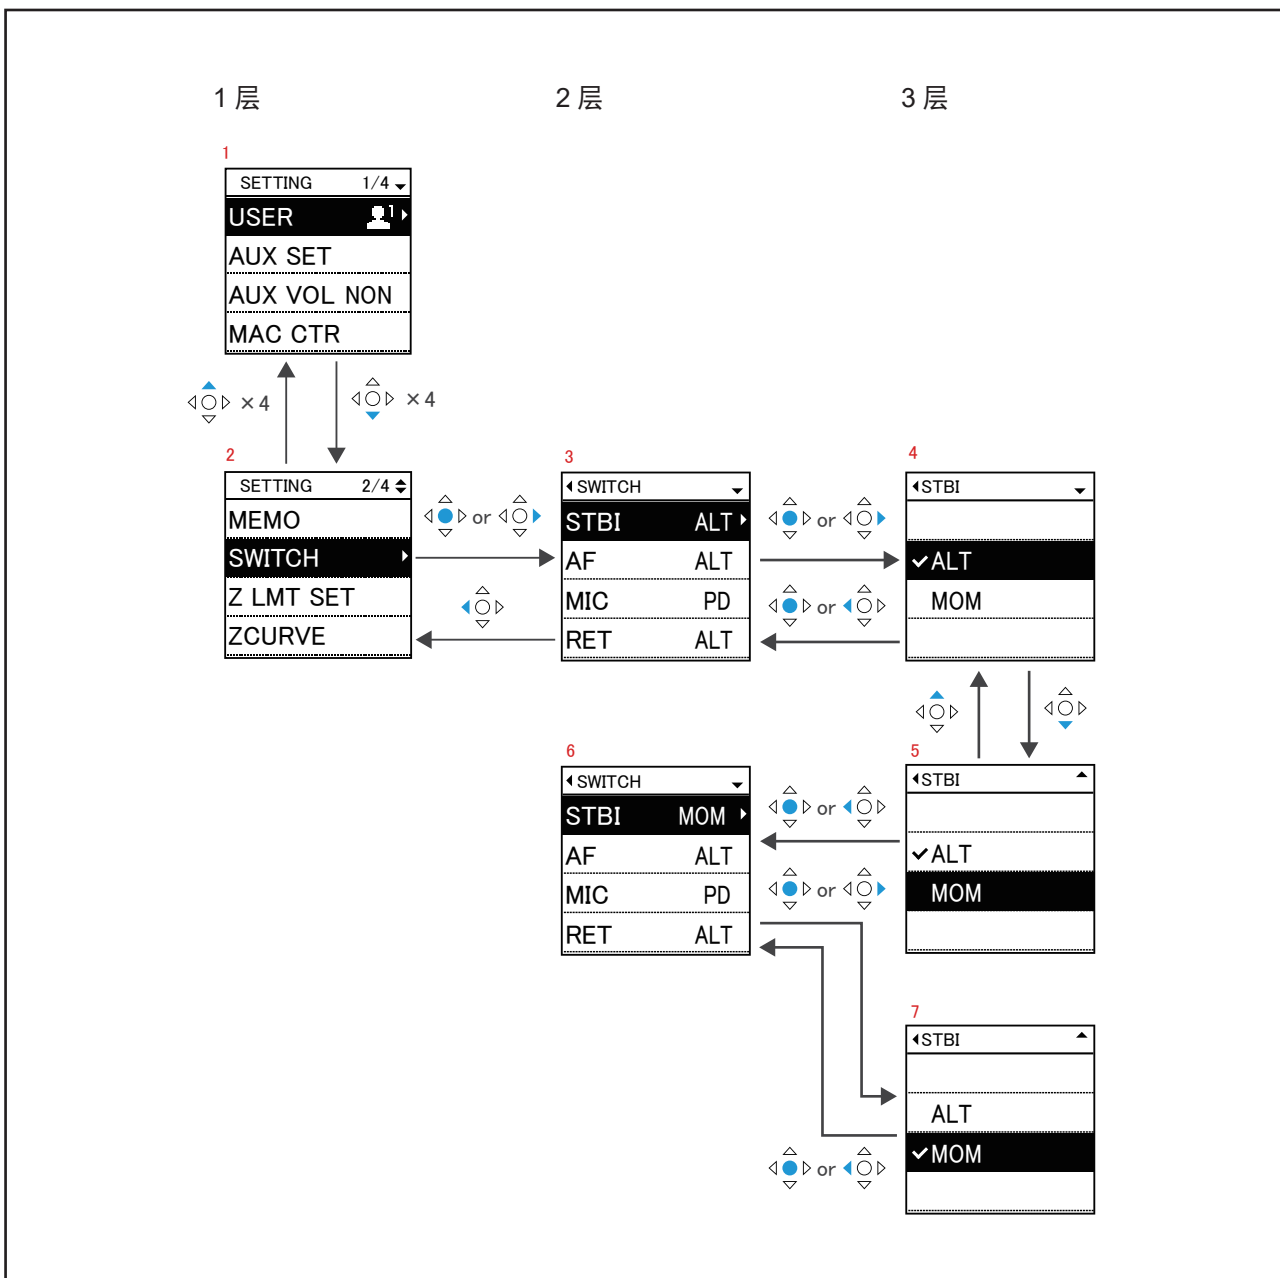 1 层 2 层 3 层
1
SETTING 1/4
USER 1
AUX SET
AUX VOL NON
MAC CTR
×4 ×4
2
SETTING 2/4
MEMO
SWITCH
Z LMT SET
ZCURVE
or
3
SWITCH
STBI ALT
AF ALT
MIC PD
RET ALT
or
or
4
STBI
ALT
MOM
5
STBI
ALT
MOM
6
SWITCH
STBI MOM
AF ALT
MIC PD
RET ALT
or
or
7
STBI
ALT
MOM
or